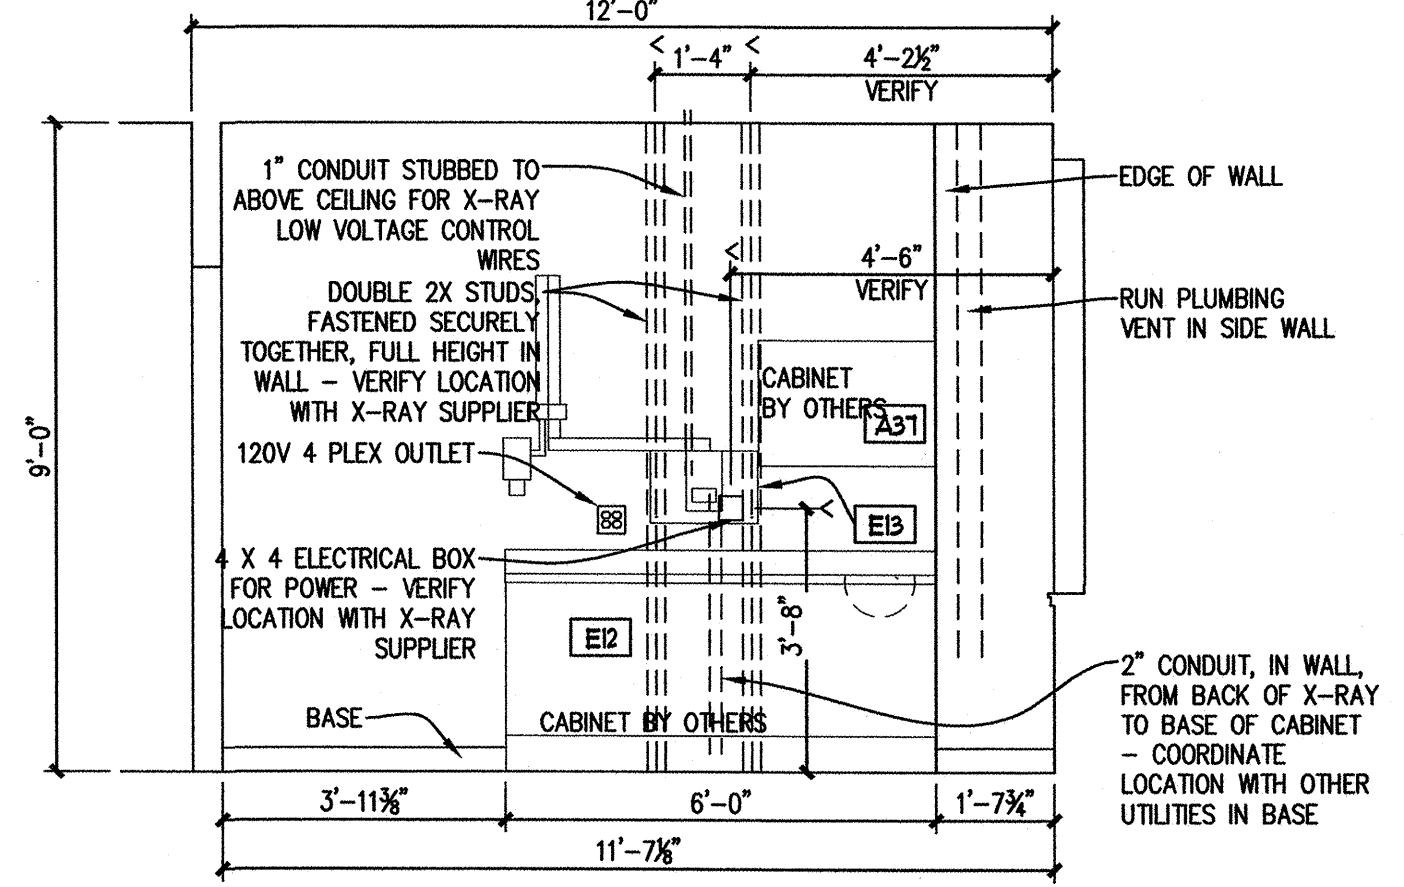 12'-0"
1'-4"
4'-2½"
VERIFY
1" CONDUIT STUBBED TO
ABOVE CEILING FOR X-RAY
LOW VOLTAGE CONTROL
WIRES
EDGE OF WALL
4'-6"
VERIFY
DOUBLE 2X STUDS,
FASTENED SECURELY
TOGETHER, FULL HEIGHT IN
WALL - VERIFY LOCATION
WITH X-RAY SUPPLIER
RUN PLUMBING
VENT IN SIDE WALL
CABINET
BY OTHERS
A37
9'-0"
120V 4 PLEX OUTLET
E13
4 X 4 ELECTRICAL BOX
FOR POWER - VERIFY
LOCATION WITH X-RAY
SUPPLIER
E12
3'-8"
2" CONDUIT, IN WALL,
FROM BACK OF X-RAY
TO BASE OF CABINET
- COORDINATE
LOCATION WITH OTHER
UTILITIES IN BASE
BASE
CABINET BY OTHERS
3'-11⅜"
6'-0"
1'-7¾"
11'-7⅛"